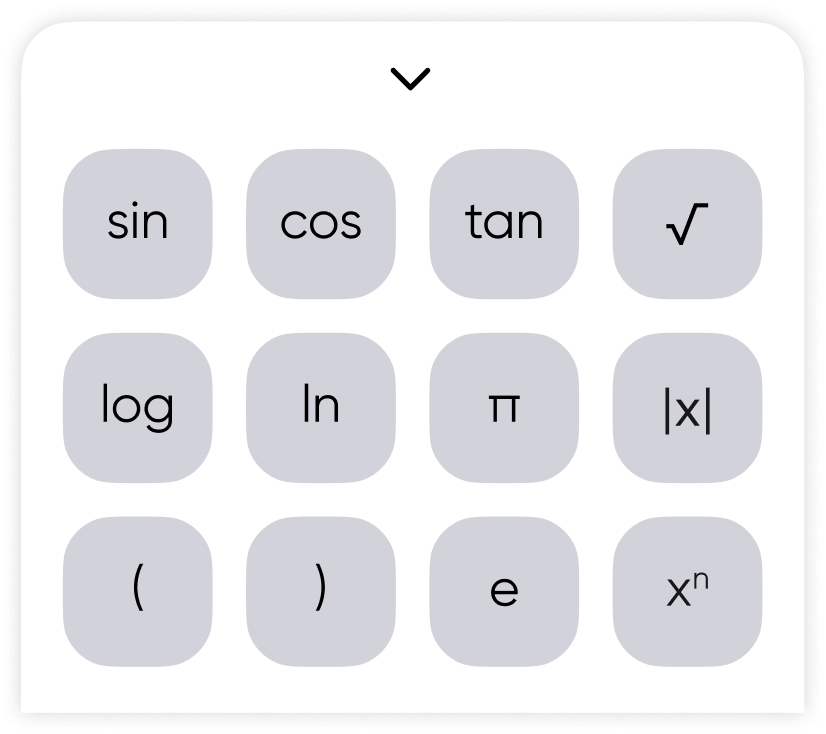 sin cos tan √
log ln π |x|
( ) e xⁿ